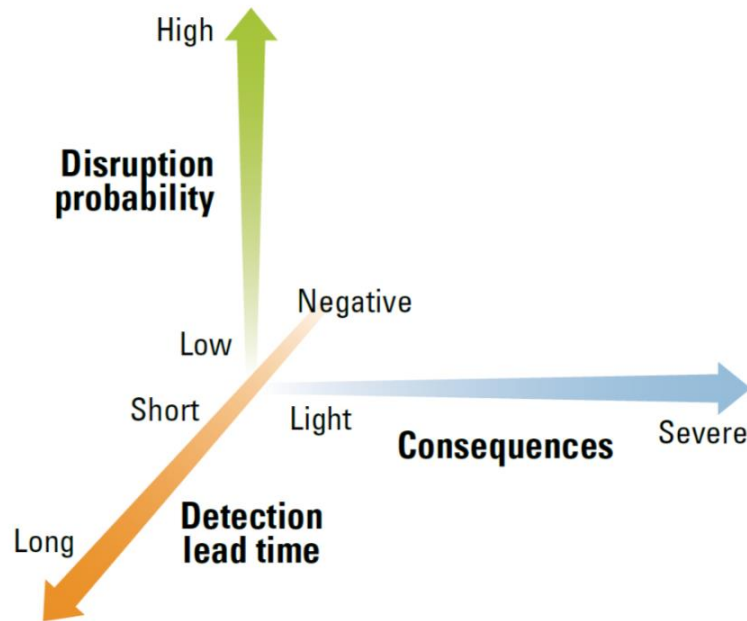 High
Disruption
probability
Negative
Low
Short
Light
Consequences
Severe
Detection
lead time
Long